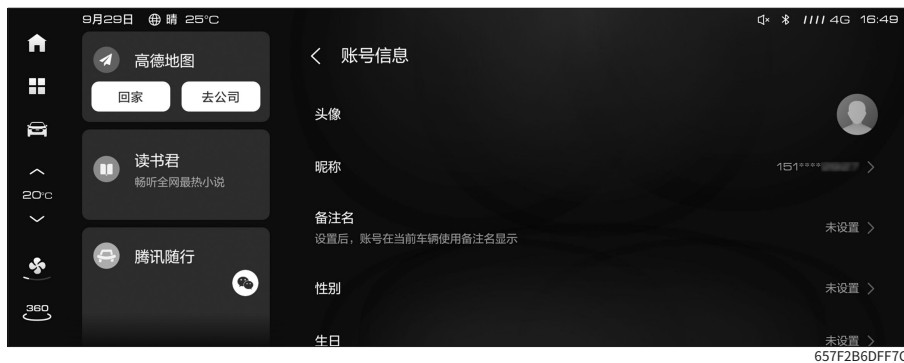 9月29日 晴 25°C
4G 16:49
高德地图
回家 去公司
读书君
畅听全网最热小说
腾讯随行
20°C
360
账号信息
头像
昵称
151****
备注名
设置后，账号在当前车辆使用备注名显示
未设置
性别
未设置
生日
未设置
657F2B6DFF7C